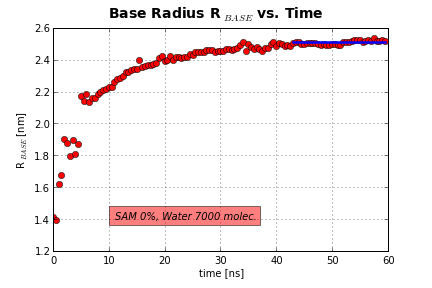 Base Radius R BASE vs. Time
2.6
2.4
2.2
2.0
1.8
1.6
1.4
1.2
R BASE [nm]
SAM 0%, Water 7000 molec.
0 10 20 30 40 50 60
time [ns]